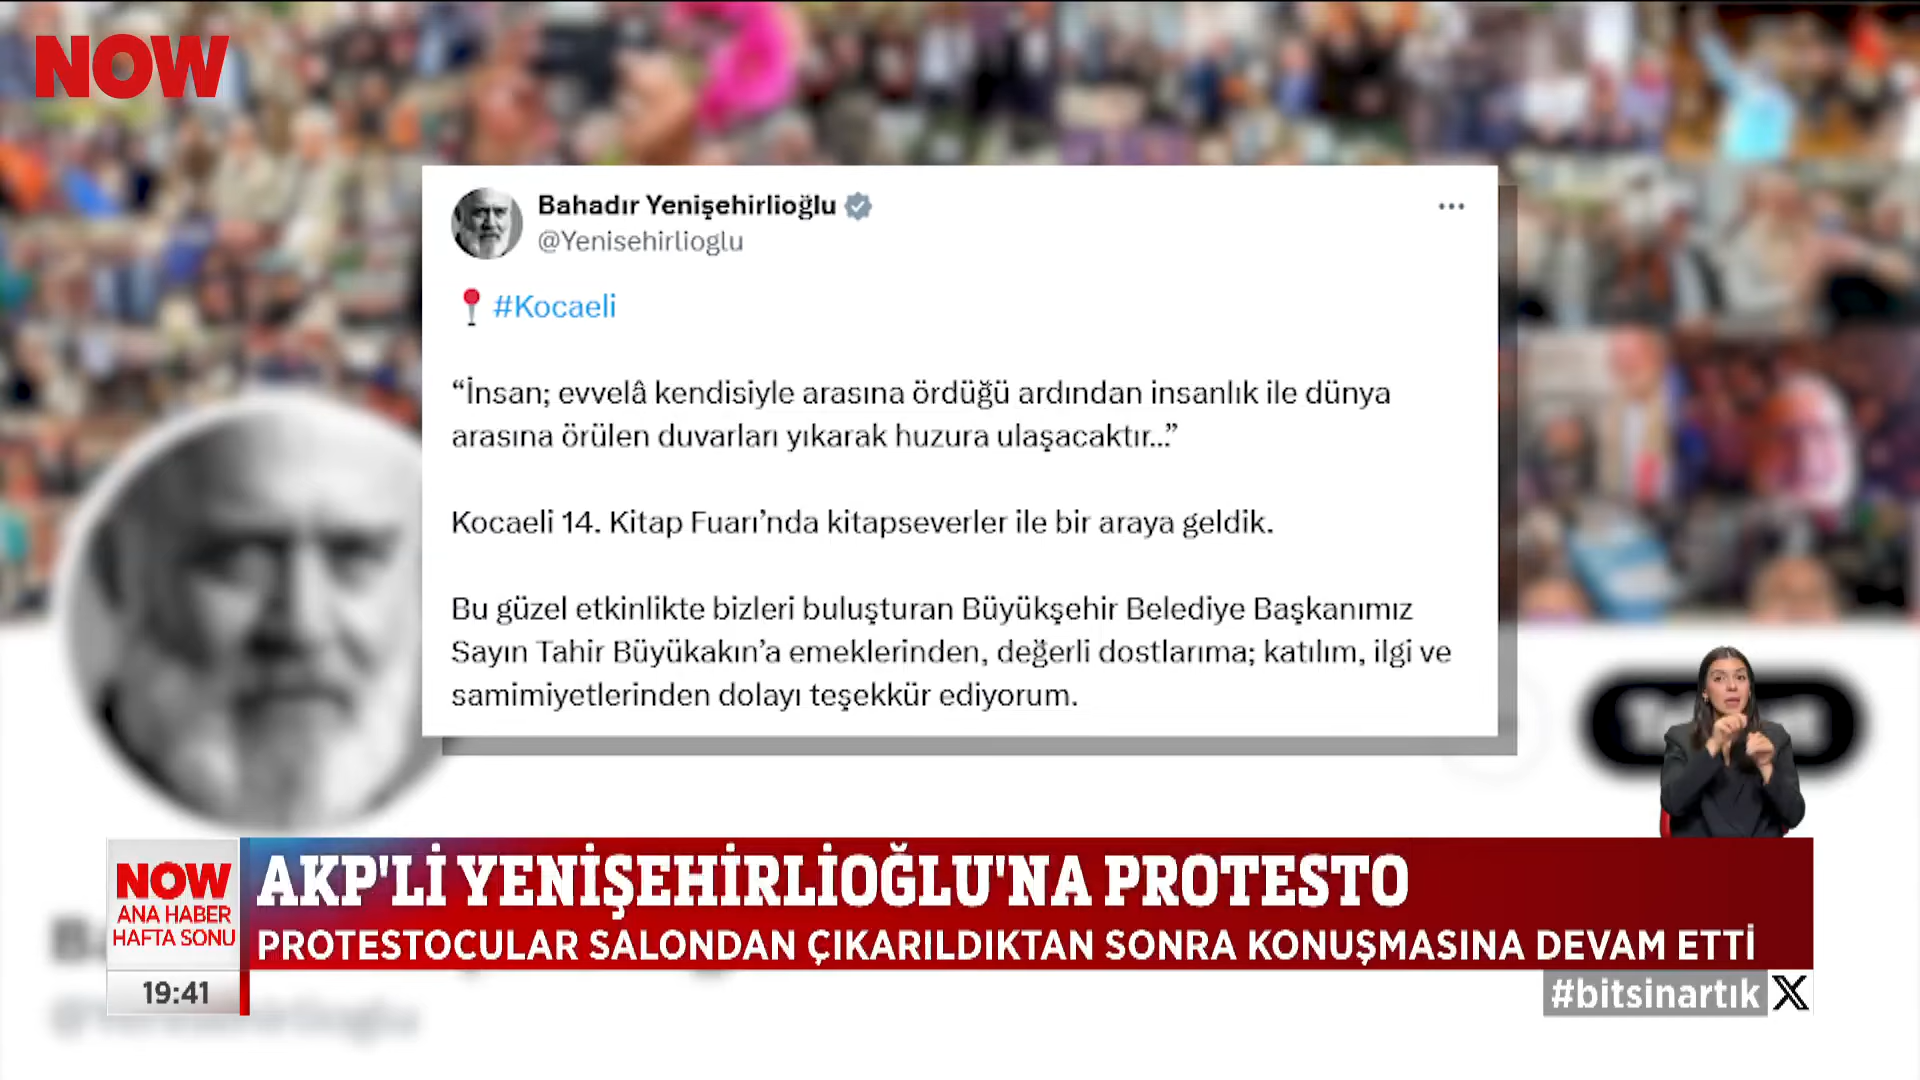 NOW
Bahadır Yenişehirlioğlu
@Yenisehirlioglu
#Kocaeli
“İnsan; evvelâ kendisiyle arasına ördüğü ardından insanlık ile dünya
arasına örülen duvarları yıkarak huzura ulaşacaktır...”
Kocaeli 14. Kitap Fuarı’nda kitapseverler ile bir araya geldik.
Bu güzel etkinlikte bizleri buluşturan Büyükşehir Belediye Başkanımız
Sayın Tahir Büyükakın’a emeklerinden, değerli dostlarıma; katılım, ilgi ve
samimiyetlerinden dolayı teşekkür ediyorum.
NOW
ANA HABER
HAFTA SONU
19:41
AKP'Lİ YENİŞEHİRLİOĞLU'NA PROTESTO
PROTESTOCULAR SALONDAN ÇIKARILDIKTAN SONRA KONUŞMASINA DEVAM ETTİ
#bitsinartık X